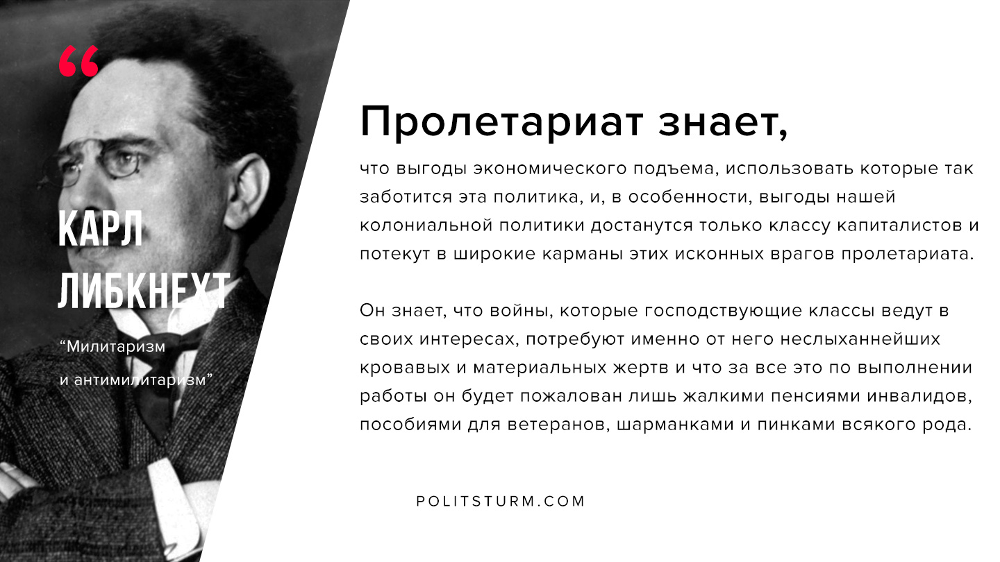 “
КАРЛ
ЛИБКНЕХТ
“Милитаризм
и антимилитаризм”
Пролетариат знает,
что выгоды экономического подъема, использовать которые так
заботится эта политика, и, в особенности, выгоды нашей
колониальной политики достанутся только классу капиталистов и
потекут в широкие карманы этих исконных врагов пролетариата.
Он знает, что войны, которые господствующие классы ведут в
своих интересах, потребуют именно от него неслыханнейших
кровавых и материальных жертв и что за все это по выполнении
работы он будет пожалован лишь жалкими пенсиями инвалидов,
пособиями для ветеранов, шарманками и пинками всякого рода.
POLITSTURM.COM